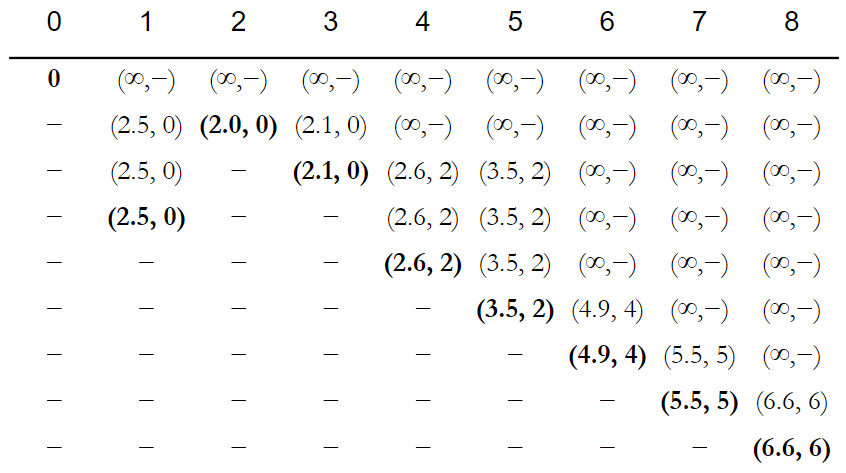 0 1 2 3 4 5 6 7 8
0 (∞,−) (∞,−) (∞,−) (∞,−) (∞,−) (∞,−) (∞,−) (∞,−)
− (2.5, 0) (2.0, 0) (2.1, 0) (∞,−) (∞,−) (∞,−) (∞,−) (∞,−)
− (2.5, 0) − (2.1, 0) (2.6, 2) (3.5, 2) (∞,−) (∞,−) (∞,−)
− (2.5, 0) − − (2.6, 2) (3.5, 2) (∞,−) (∞,−) (∞,−)
− − − − (2.6, 2) (3.5, 2) (∞,−) (∞,−) (∞,−)
− − − − − (3.5, 2) (4.9, 4) (∞,−) (∞,−)
− − − − − − (4.9, 4) (5.5, 5) (∞,−)
− − − − − − − (5.5, 5) (6.6, 6)
− − − − − − − − (6.6, 6)